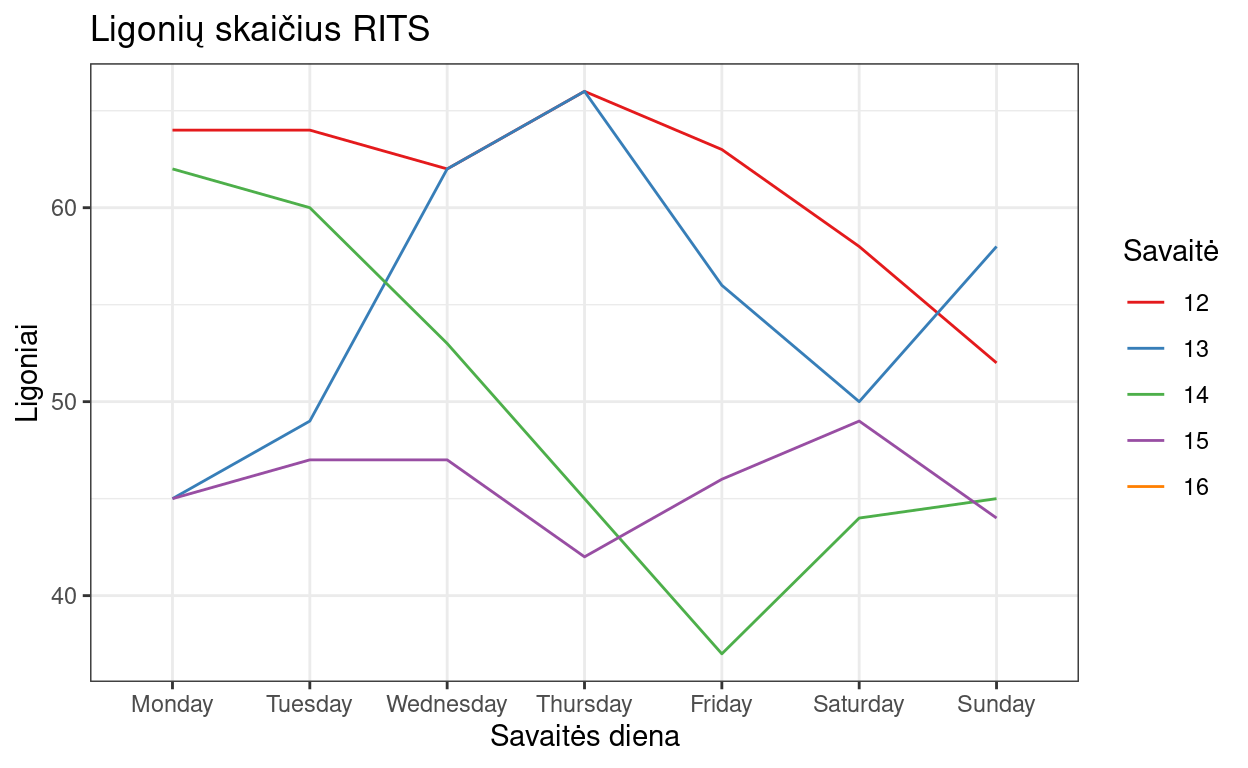 Ligonių skaičius RITS
60
50
40
Ligoniai
Monday Tuesday Wednesday Thursday Friday Saturday Sunday
Savaitės diena
Savaitė
12
13
14
15
16